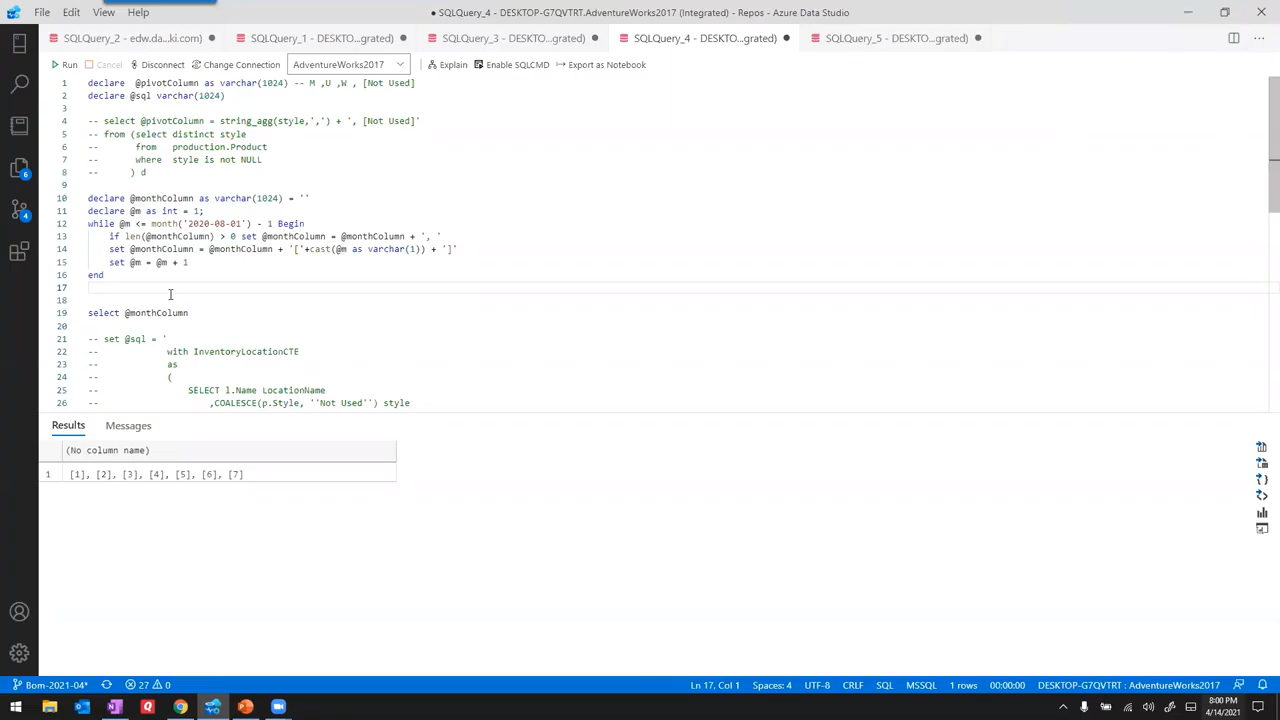 File Edit View Help
● SQLQuery_4 - DESKTOP-G7QVTRT.AdventureWorks2017 (Integrated) - Repos - Azure Data Studio
SQLQuery_2 - edw.da...ki.com) ● SQLQuery_1 - DESKTO...grated) ● SQLQuery_3 - DESKTO...grated) ● SQLQuery_4 - DESKTO...grated) ● SQLQuery_5 - DESKTO...grated) ●
Run Cancel Disconnect Change Connection AdventureWorks2017 Explain Enable SQLCMD Export as Notebook
1 declare @pivotColumn as varchar(1024) -- M ,U ,W , [Not Used]
2 declare @sql varchar(1024)
3
4 -- select @pivotColumn = string_agg(style,',') + ', [Not Used]'
5 -- from (select distinct style
6 -- from production.Product
7 -- where style is not NULL
8 -- ) d
9
10 declare @monthColumn as varchar(1024) = ''
11 declare @m as int = 1;
12 while @m <= month('2020-08-01') - 1 Begin
13 if len(@monthColumn) > 0 set @monthColumn = @monthColumn + ', '
14 set @monthColumn = @monthColumn + '['+cast(@m as varchar(1)) + ']'
15 set @m = @m + 1
16 end
17
18
19 select @monthColumn
20
21 -- set @sql = '
22 -- with InventoryLocationCTE
23 -- as
24 -- (
25 -- SELECT l.Name LocationName
26 -- ,COALESCE(p.Style, ''Not Used'') style
Results Messages
(No column name)
1 [1], [2], [3], [4], [5], [6], [7]
6
4
Bom-2021-04* 27 0 Ln 17, Col 1 Spaces: 4 UTF-8 CRLF SQL MSSQL 1 rows 00:00:00 DESKTOP-G7QVTRT : AdventureWorks2017
8:00 PM
4/14/2021